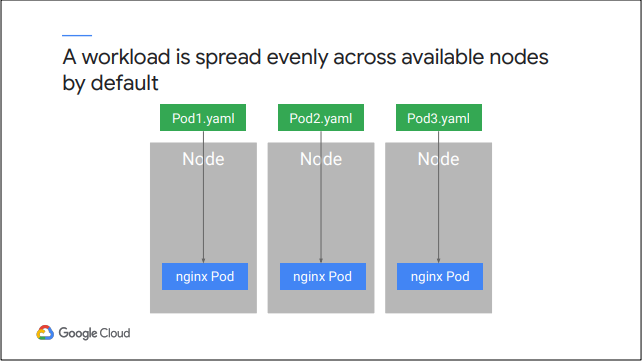 A workload is spread evenly across available nodes
by default
Pod1.yaml
Pod2.yaml
Pod3.yaml
Node
Node
Node
nginx Pod
nginx Pod
nginx Pod
Google Cloud